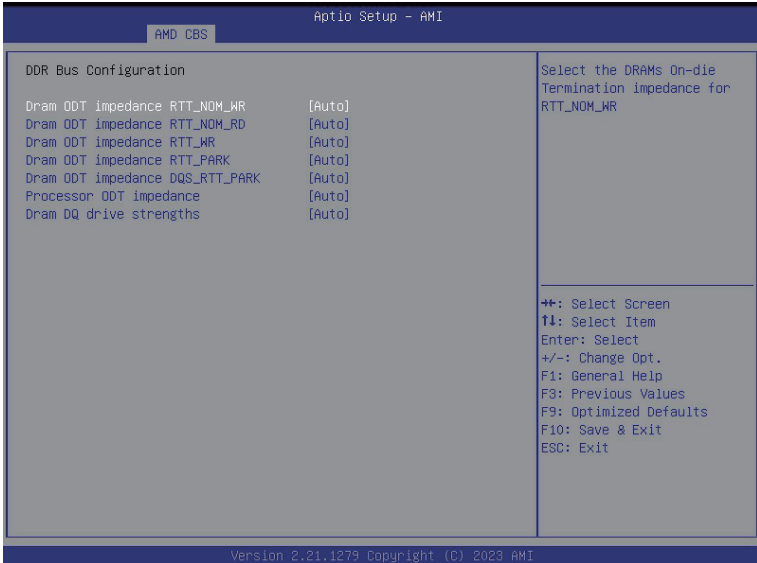 Aptio Setup – AMI
AMD CBS
DDR Bus Configuration
Dram ODT impedance RTT_NOM_WR [Auto]
Dram ODT impedance RTT_NOM_RD [Auto]
Dram ODT impedance RTT_WR [Auto]
Dram ODT impedance RTT_PARK [Auto]
Dram ODT impedance DQS_RTT_PARK [Auto]
Processor ODT impedance [Auto]
Dram DQ drive strengths [Auto]
Select the DRAMs On-die
Termination impedance for
RTT_NOM_WR
→←: Select Screen
↑↓: Select Item
Enter: Select
+/-: Change Opt.
F1: General Help
F3: Previous Values
F9: Optimized Defaults
F10: Save & Exit
ESC: Exit
Version 2.21.1279 Copyright (C) 2023 AMI